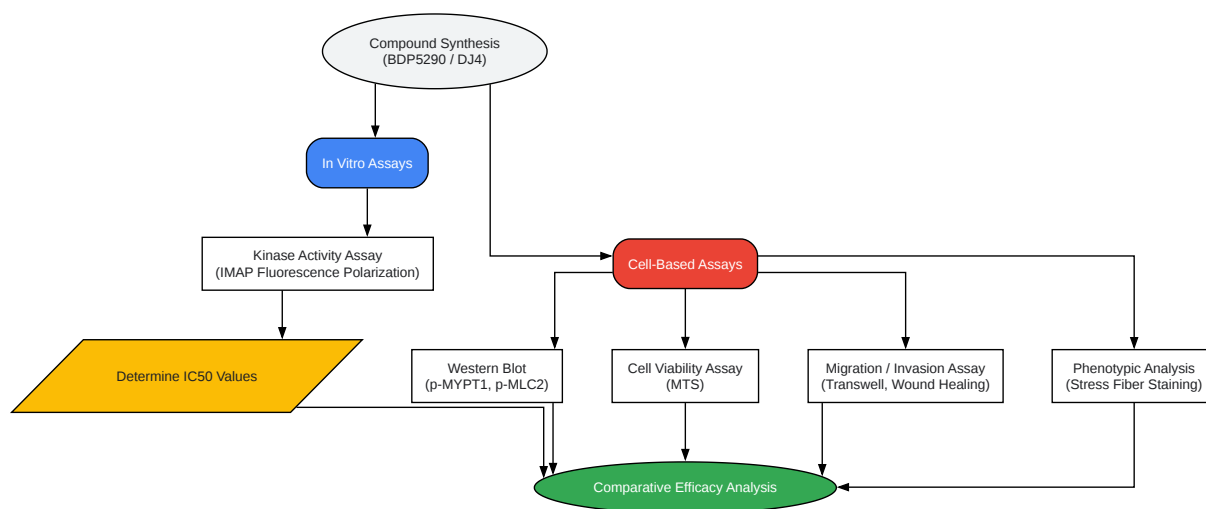 Compound Synthesis
(BDP5290 / DJ4)
In Vitro Assays
Kinase Activity Assay
(IMAP Fluorescence Polarization)
Cell-Based Assays
Determine IC50 Values
Western Blot
(p-MYPT1, p-MLC2)
Cell Viability Assay
(MTS)
Migration / Invasion Assay
(Transwell, Wound Healing)
Phenotypic Analysis
(Stress Fiber Staining)
Comparative Efficacy Analysis